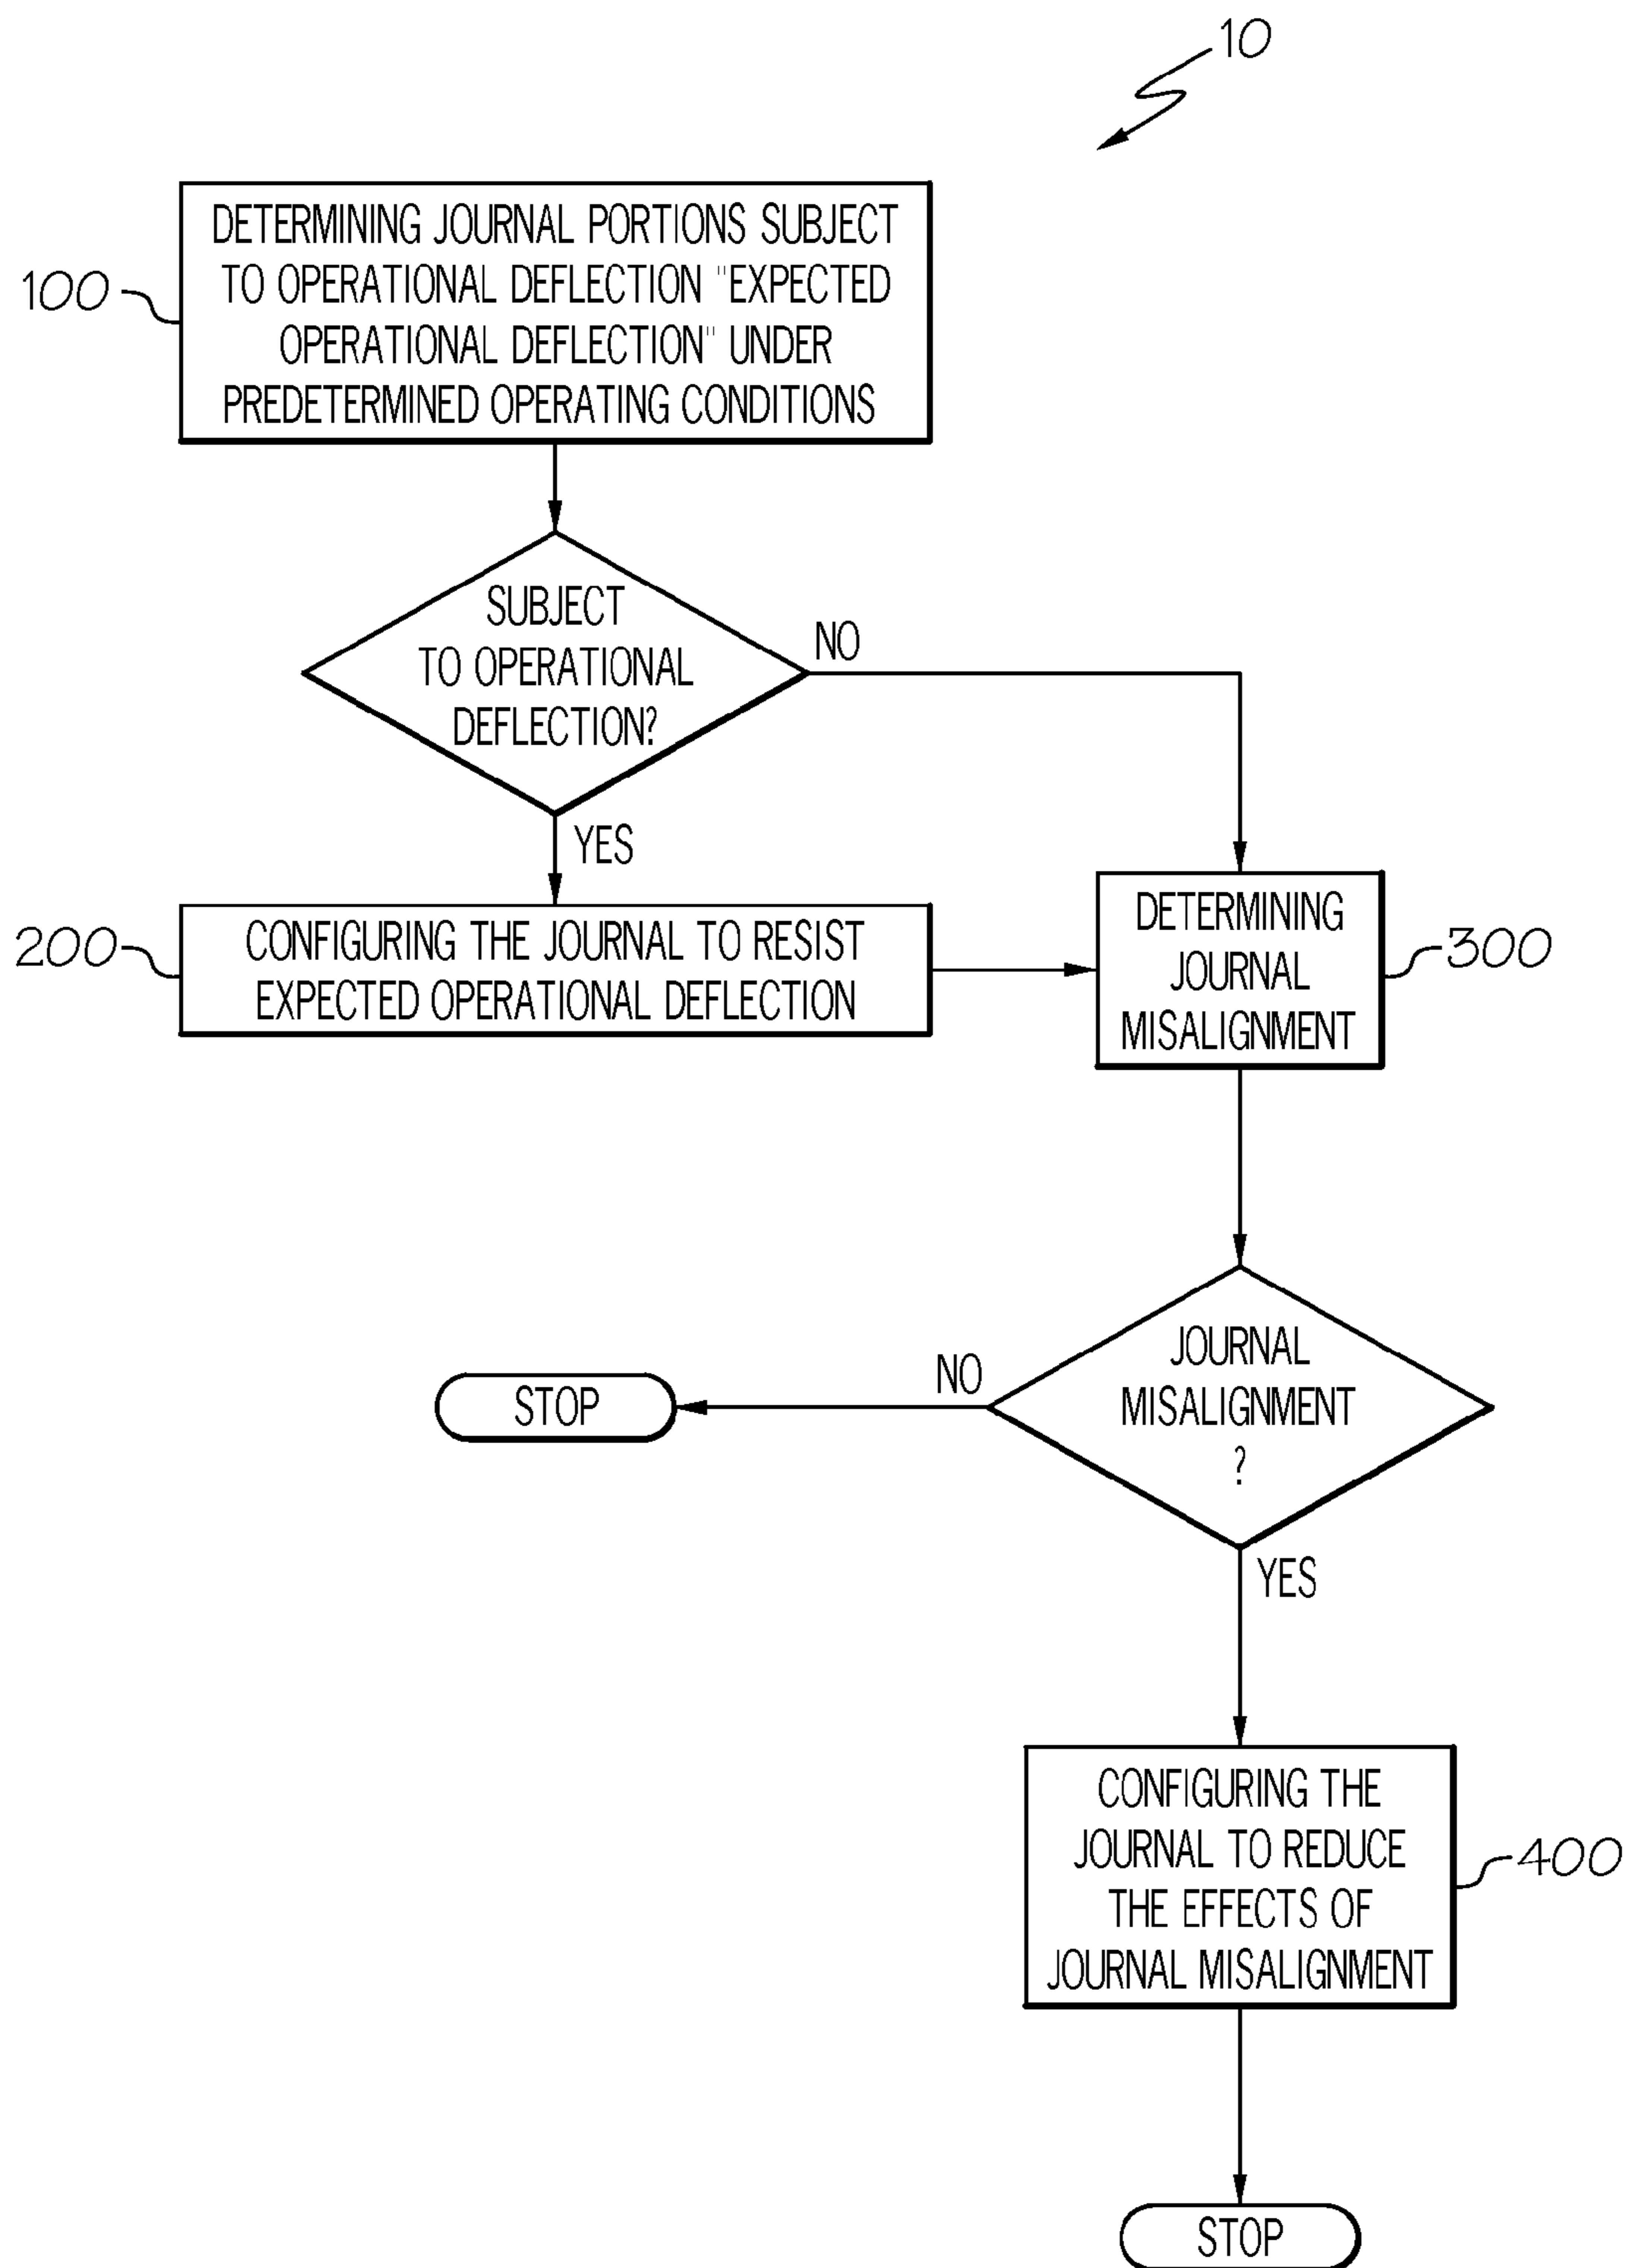 10
DETERMINING JOURNAL PORTIONS SUBJECT
TO OPERATIONAL DEFLECTION "EXPECTED
OPERATIONAL DEFLECTION" UNDER
PREDETERMINED OPERATING CONDITIONS
100
SUBJECT
TO OPERATIONAL
DEFLECTION?
NO
YES
200
CONFIGURING THE JOURNAL TO RESIST
EXPECTED OPERATIONAL DEFLECTION
DETERMINING
JOURNAL
MISALIGNMENT
300
JOURNAL
MISALIGNMENT
?
NO
STOP
YES
CONFIGURING THE
JOURNAL TO REDUCE
THE EFFECTS OF
JOURNAL MISALIGNMENT
400
STOP